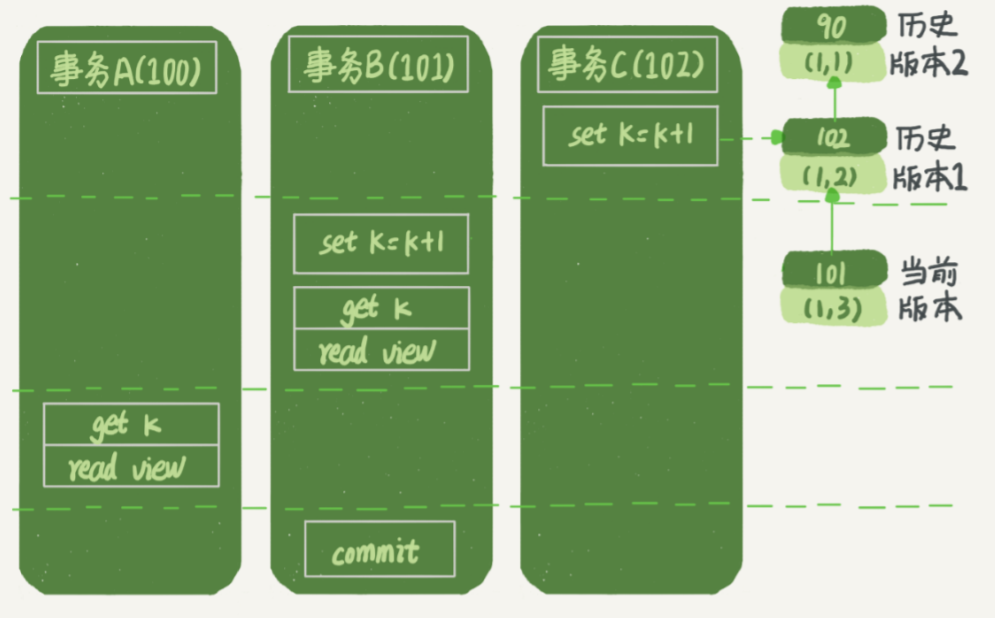 事务A(100)
get k
read view
事务B(101)
set k=k+1
get k
read view
commit
事务C(102)
set k=k+1
90
(1,1)
历史
版本2
102
(1,2)
历史
版本1
101
(1,3)
当前
版本